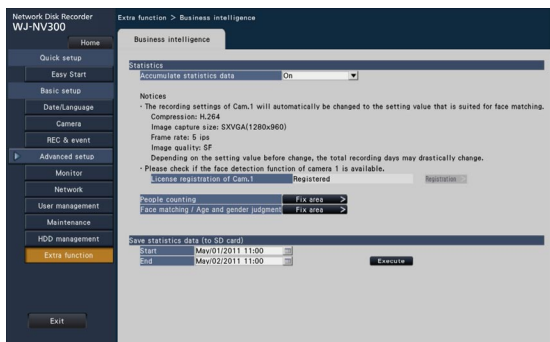 Network Disk Recorder
WJ-NV300
Home
Quick setup
Easy Start
Basic setup
Date/Language
Camera
REC & event
Advanced setup
Monitor
Network
User management
Maintenance
HDD management
Extra function
Exit
Extra function > Business intelligence
Business intelligence
Statistics
Accumulate statistics data On
Notices
· The recording settings of Cam.1 will automatically be changed to the setting value that is suited for face matching.
Compression: H.264
Image capture size: SXVGA(1280x960)
Frame rate: 5 ips
Image quality: SF
Depending on the setting value before change, the total recording days may drastically change.
· Please check if the face detection function of camera 1 is available.
License registration of Cam.1 Registered Registration >
People counting Fix area >
Face matching / Age and gender judgment Fix area >
Save statistics data (to SD card)
Start May/01/2011 11:00
End May/02/2011 11:00 Execute